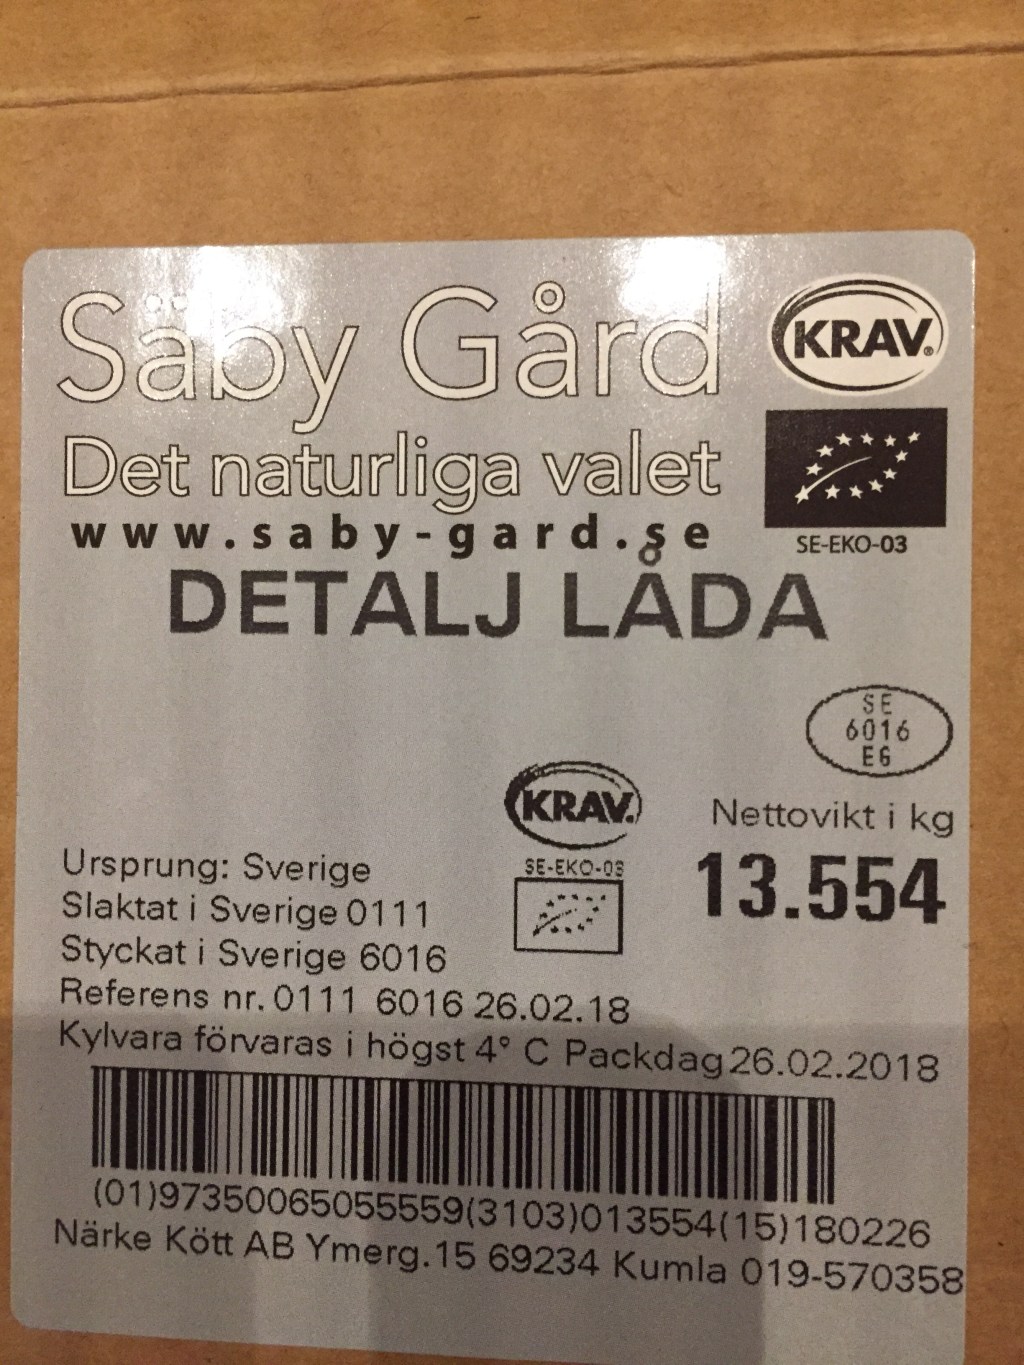 Säby Gård
KRAV.®
Det naturliga valet
www.saby-gard.se
SE-EKO-03
DETALJ LÅDA
SE
6016
EG
KRAV.
Nettovikt i kg
SE-EKO-03
13.554
Ursprung: Sverige
Slaktat i Sverige 0111
Styckat i Sverige 6016
Referens nr. 0111 6016 26.02.18
Kylvara förvaras i högst 4° C Packdag 26.02.2018
(01)97350065055559(3103)013554(15)180226
Närke Kött AB Ymerg.15 69234 Kumla 019-570358